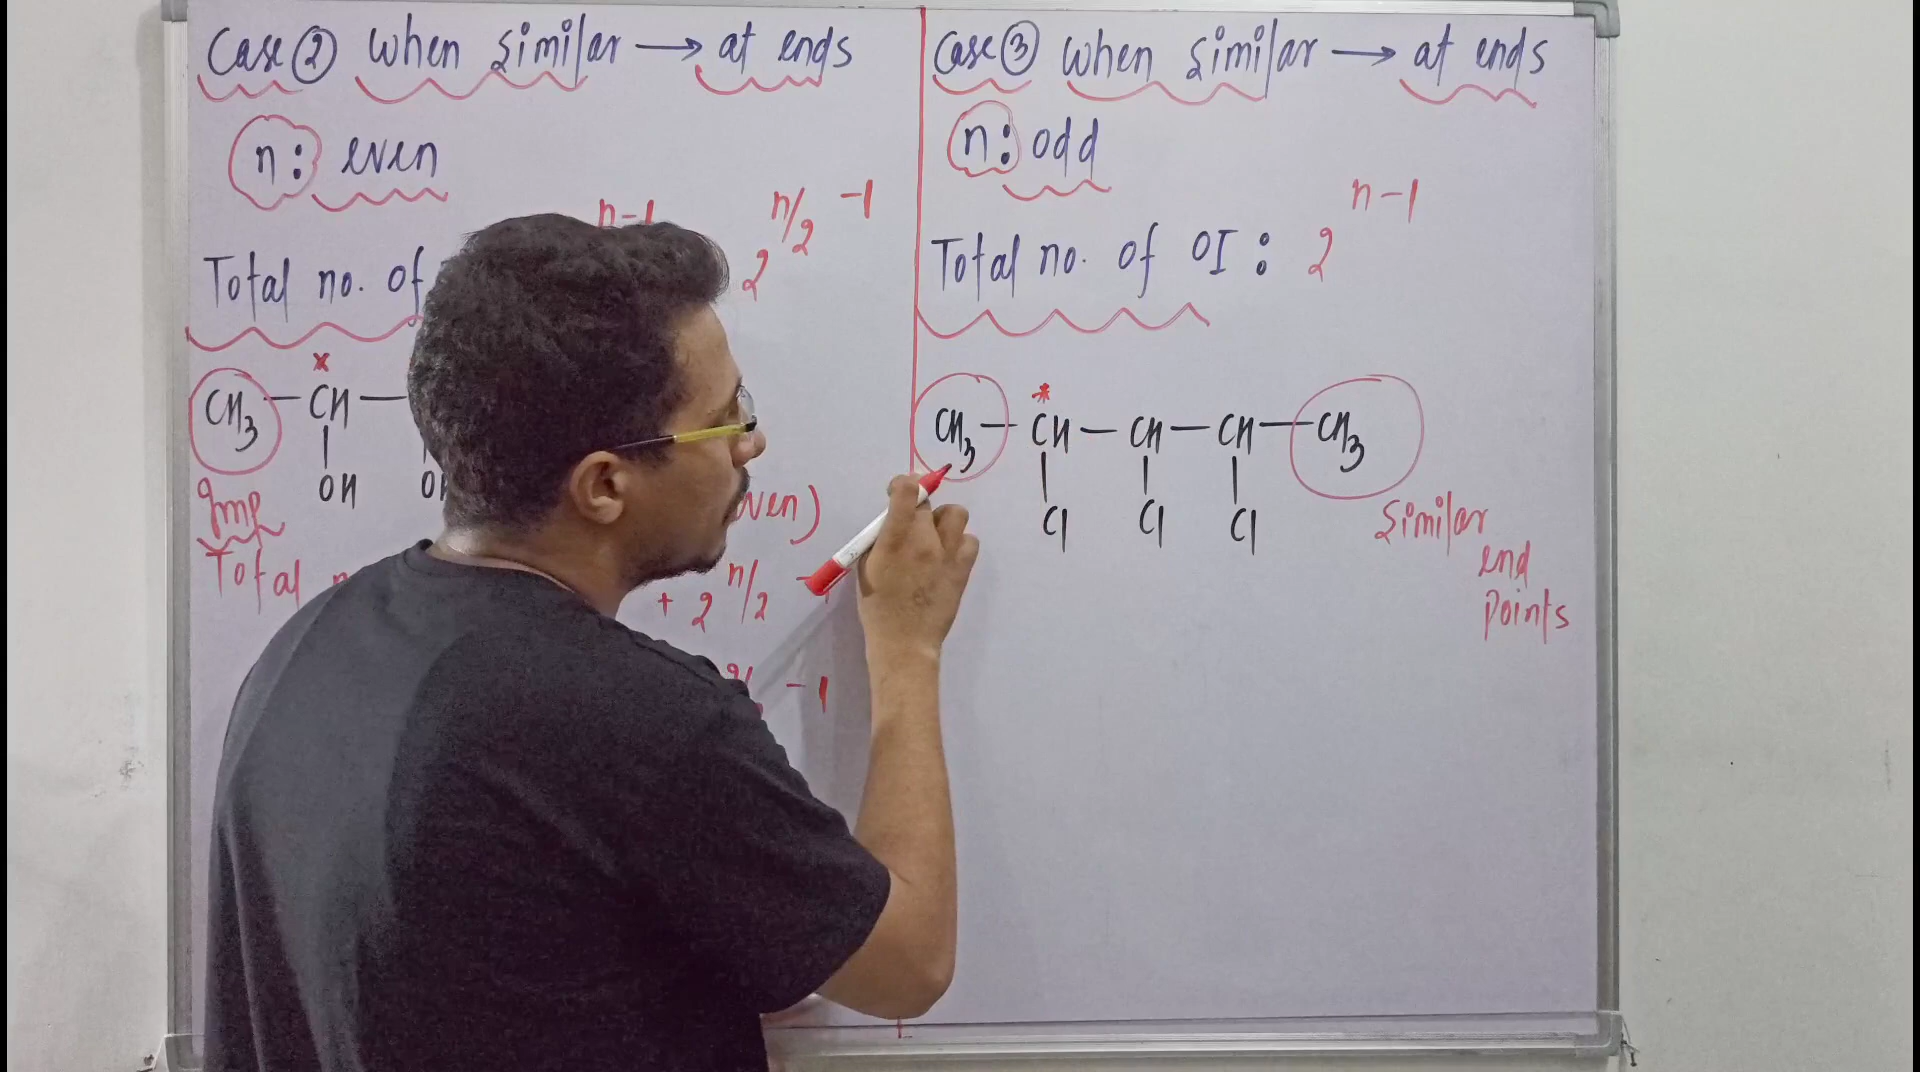 Case ② When Similar → at ends
n : even
n-1
2 n/2 -1
Total no. of
x
CH3 - CH -
OH
Imp
Total
+ 2 n/2
-1
Case ③ When Similar → at ends
n : odd
n-1
Total no. of OI : 2
*
CH3 - CH - CH - CH - CH3
Cl Cl Cl
Similar
end
Points